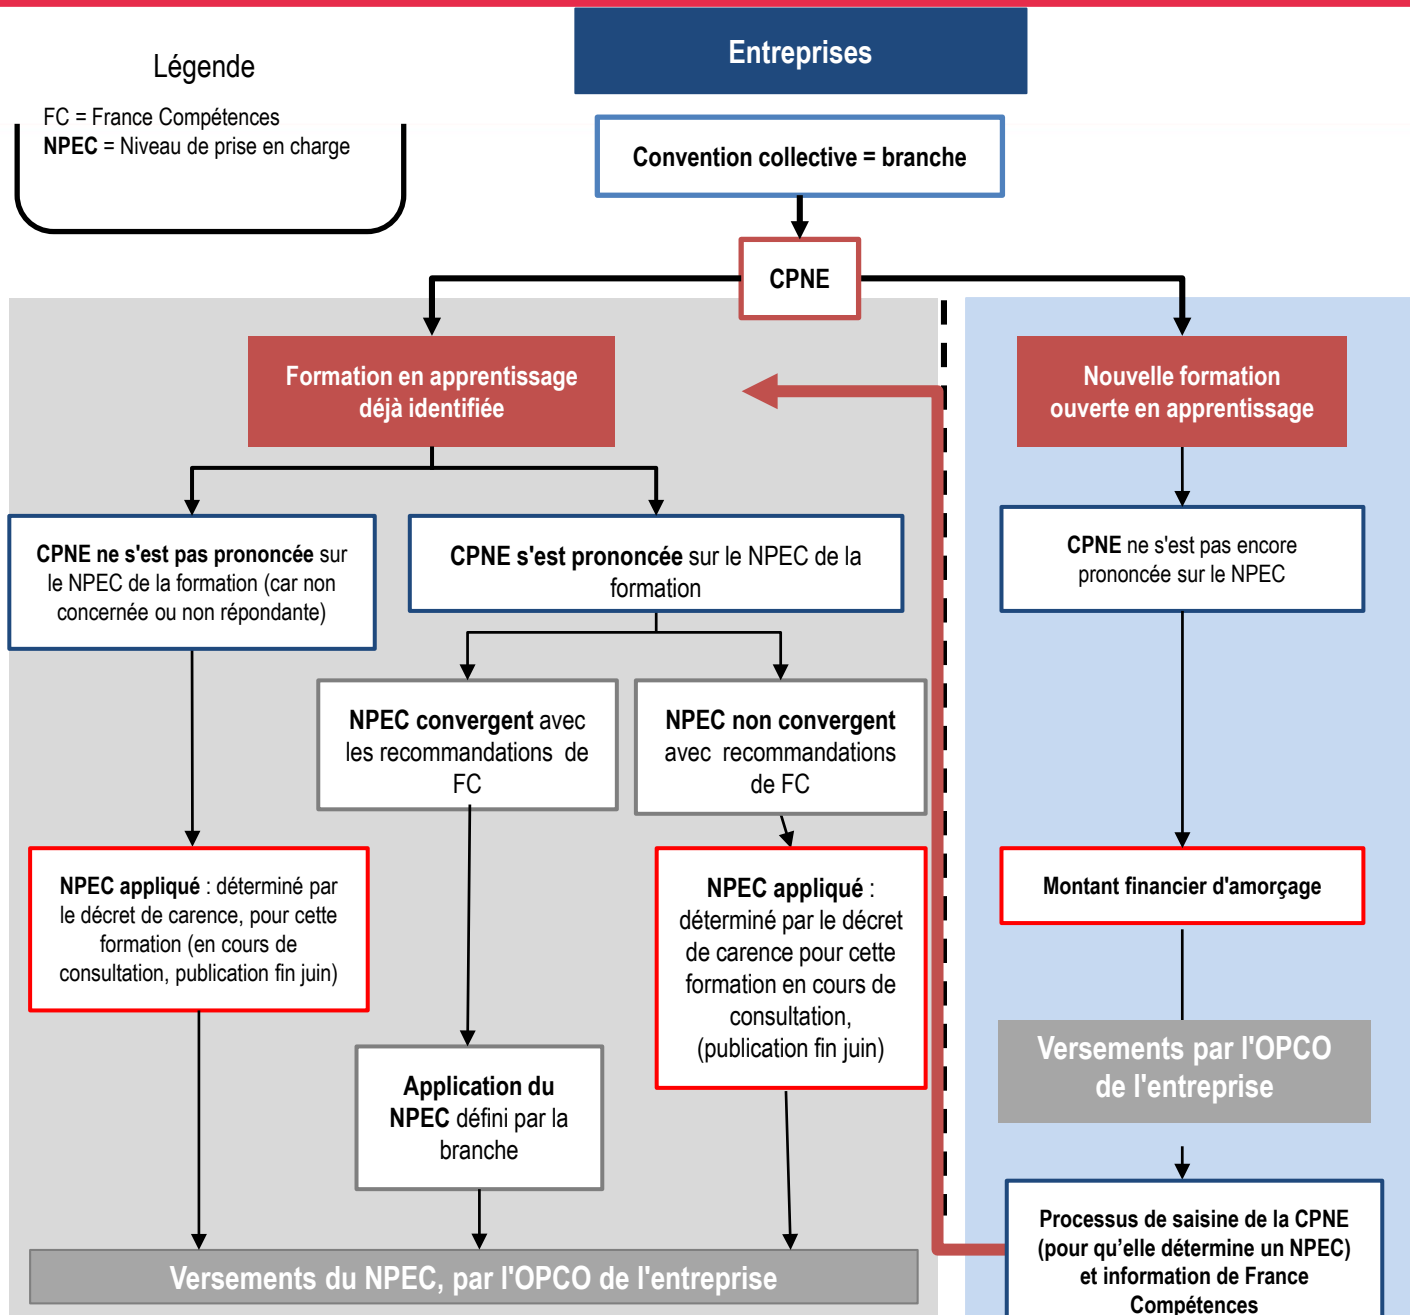 Légende
FC = France Compétences
NPEC = Niveau de prise en charge
Entreprises
Convention collective = branche
CPNE
Formation en apprentissage
déjà identifiée
Nouvelle formation
ouverte en apprentissage
CPNE ne s'est pas prononcée sur
le NPEC de la formation (car non
concernée ou non répondante)
CPNE s'est prononcée sur le NPEC de la
formation
CPNE ne s'est pas encore
prononcée sur le NPEC
NPEC convergent avec
les recommandations de
FC
NPEC non convergent
avec recommandations
de FC
NPEC appliqué : déterminé par
le décret de carence, pour cette
formation (en cours de
consultation, publication fin juin)
NPEC appliqué :
déterminé par le décret
de carence pour cette
formation en cours de
consultation,
(publication fin juin)
Montant financier d'amorçage
Application du
NPEC défini par la
branche
Versements par l'OPCO
de l'entreprise
Versements du NPEC, par l'OPCO de l'entreprise
Processus de saisine de la CPNE
(pour qu’elle détermine un NPEC)
et information de France
Compétences